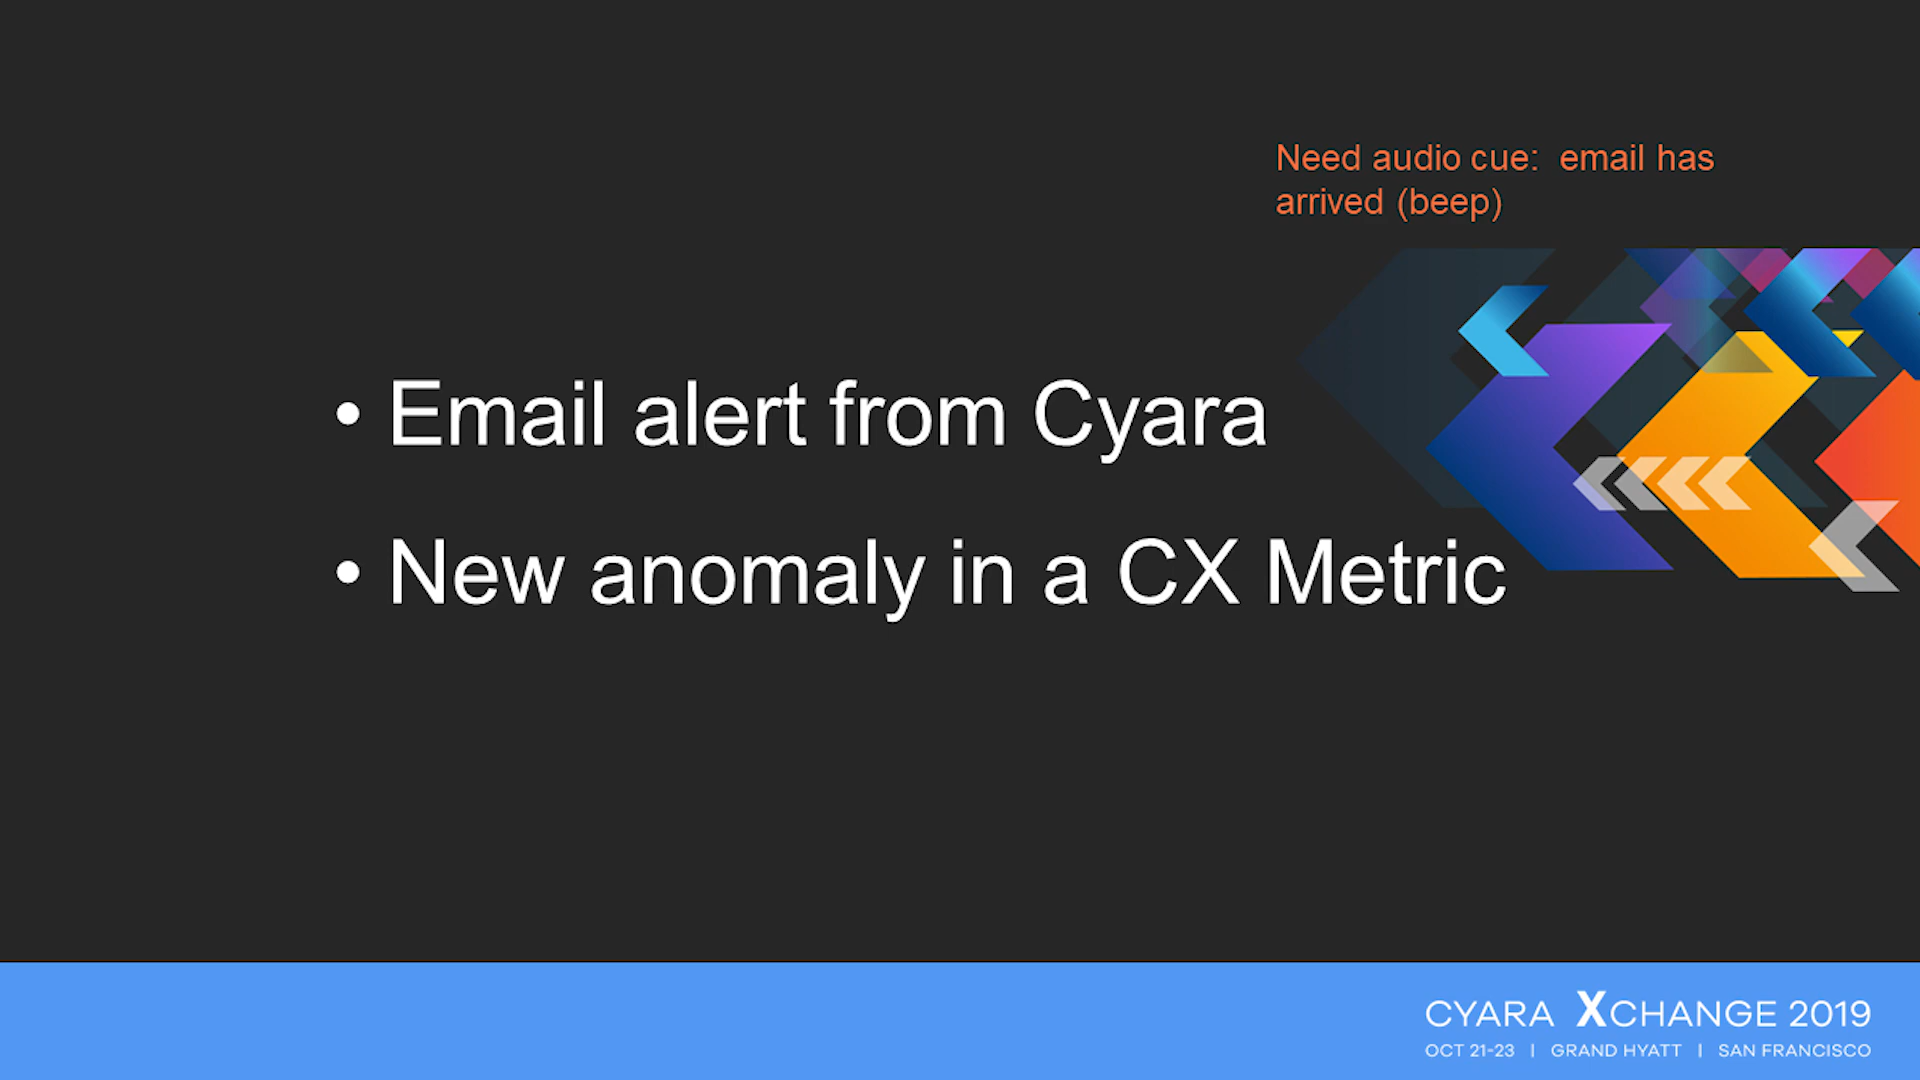 Need audio cue:  email has
arrived (beep)
• Email alert from Cyara
• New anomaly in a CX Metric
CYARA XCHANGE 2019
OCT 21-23 | GRAND HYATT | SAN FRANCISCO